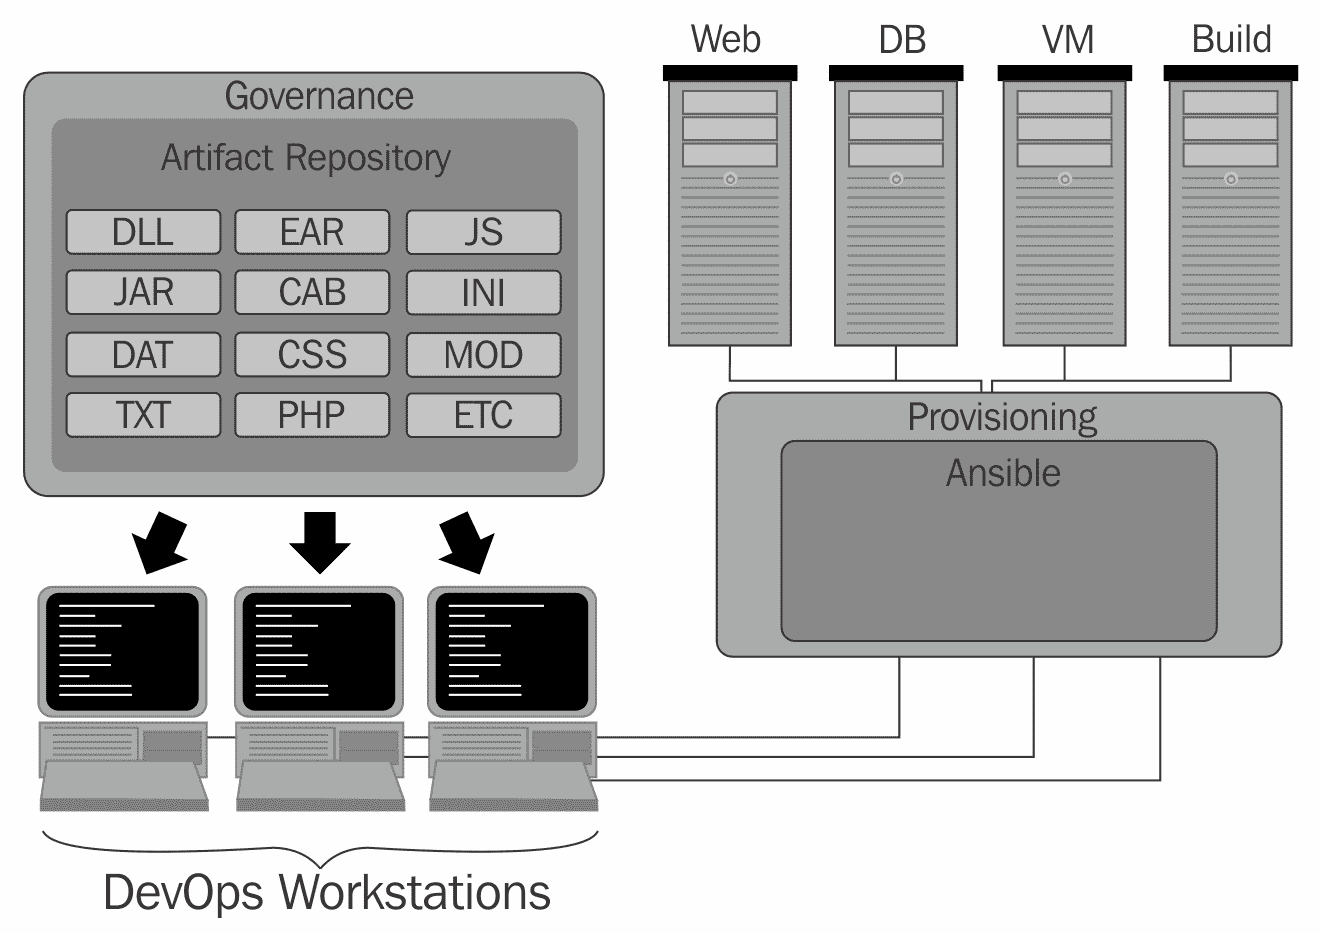 Governance
Artifact Repository
DLL EAR JS
JAR CAB INI
DAT CSS MOD
TXT PHP ETC
DevOps Workstations
Web DB VM Build
Provisioning
Ansible